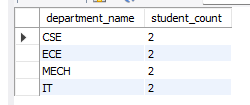 department_name student_count
CSE 2
ECE 2
MECH 2
IT 2